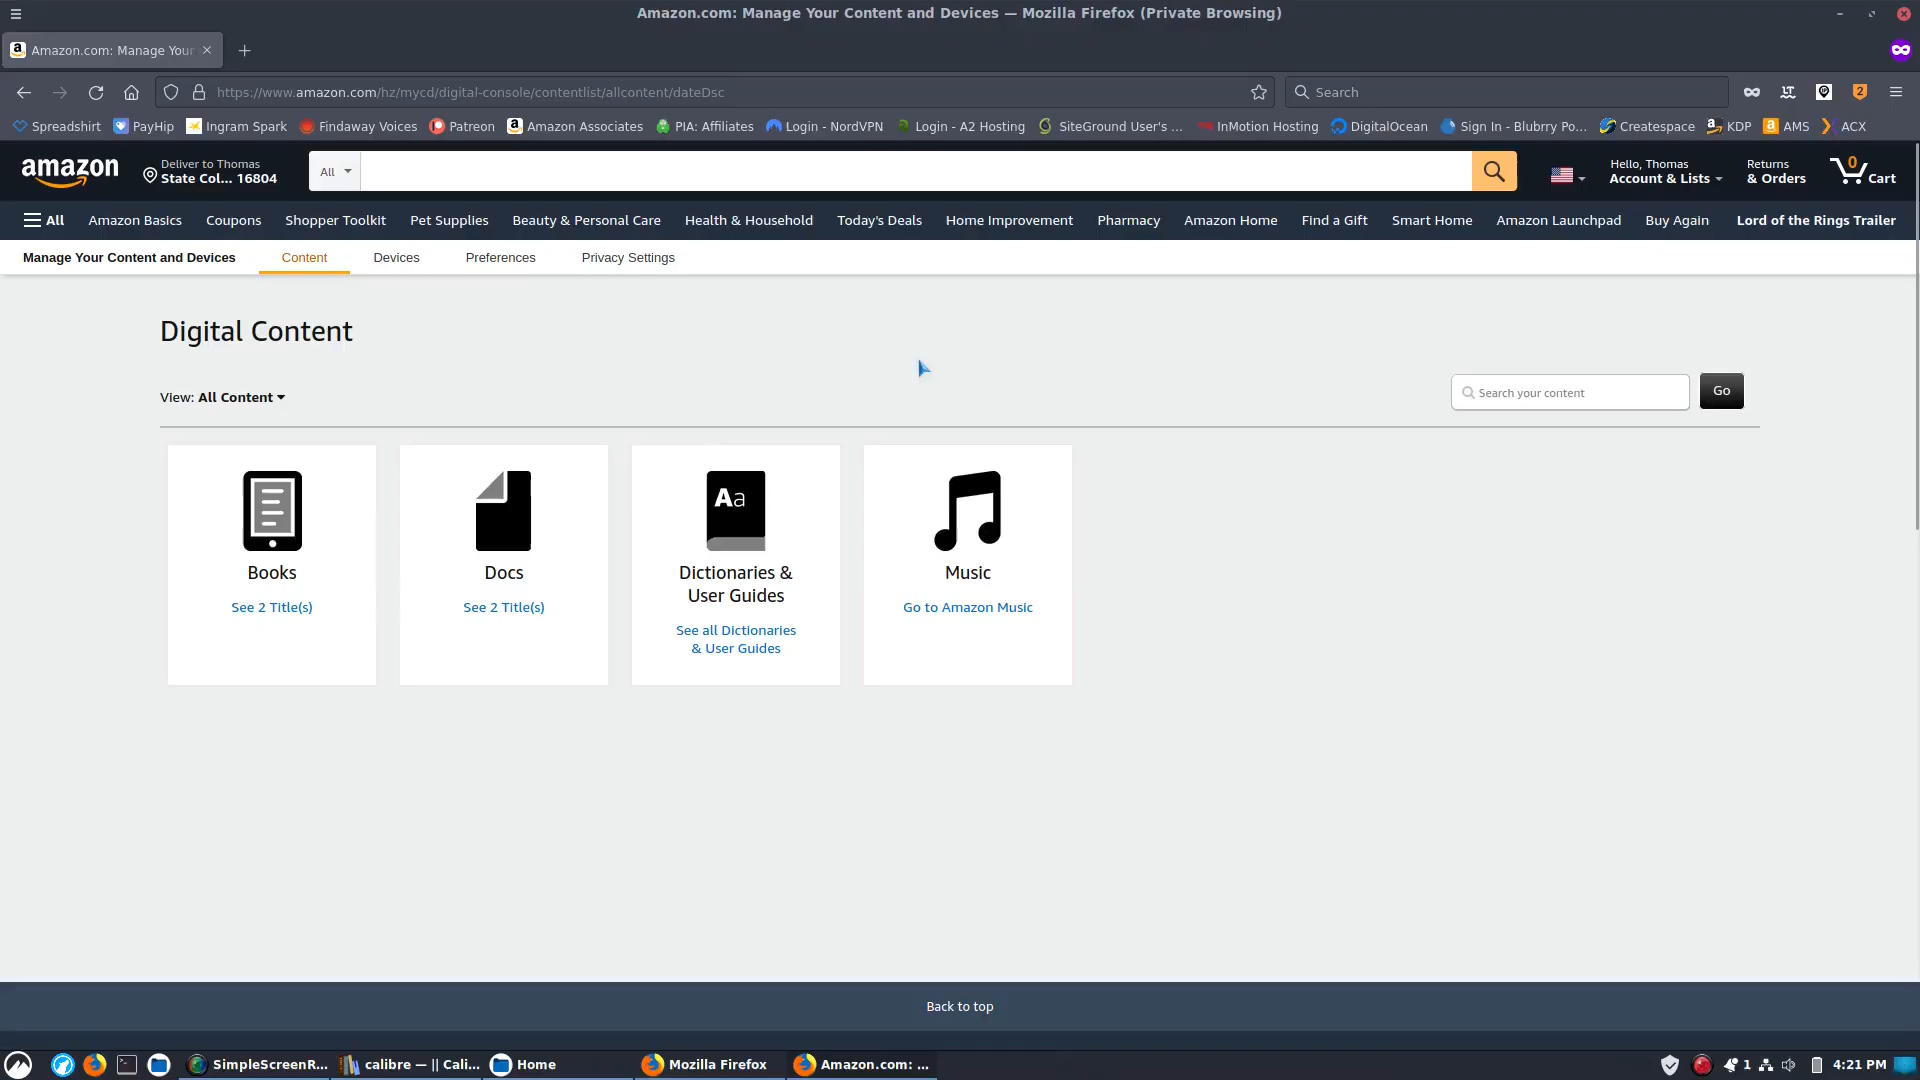 Amazon.com: Manage Your Content and Devices — Mozilla Firefox (Private Browsing)
Amazon.com: Manage Your
https://www.amazon.com/hz/mycd/digital-console/contentlist/allcontent/dateDsc
Search
2
Spreadshirt PayHip Ingram Spark Findaway Voices Patreon Amazon Associates PIA: Affiliates Login - NordVPN Login - A2 Hosting SiteGround User's ... InMotion Hosting DigitalOcean Sign In - Blubrry Po... Createspace KDP AMS ACX
amazon
Deliver to Thomas
State Col... 16804
All
Hello, Thomas
Account & Lists
Returns
& Orders
0
Cart
All Amazon Basics Coupons Shopper Toolkit Pet Supplies Beauty & Personal Care Health & Household Today's Deals Home Improvement Pharmacy Amazon Home Find a Gift Smart Home Amazon Launchpad Buy Again Lord of the Rings Trailer
Manage Your Content and Devices Content Devices Preferences Privacy Settings
Digital Content
View: All Content
Search your content
Go
Aa
Books
See 2 Title(s)
Docs
See 2 Title(s)
Dictionaries &
User Guides
See all Dictionaries
& User Guides
Music
Go to Amazon Music
Back to top
SimpleScreenR... calibre — || Cali... Home Mozilla Firefox Amazon.com: ... 1 4:21 PM